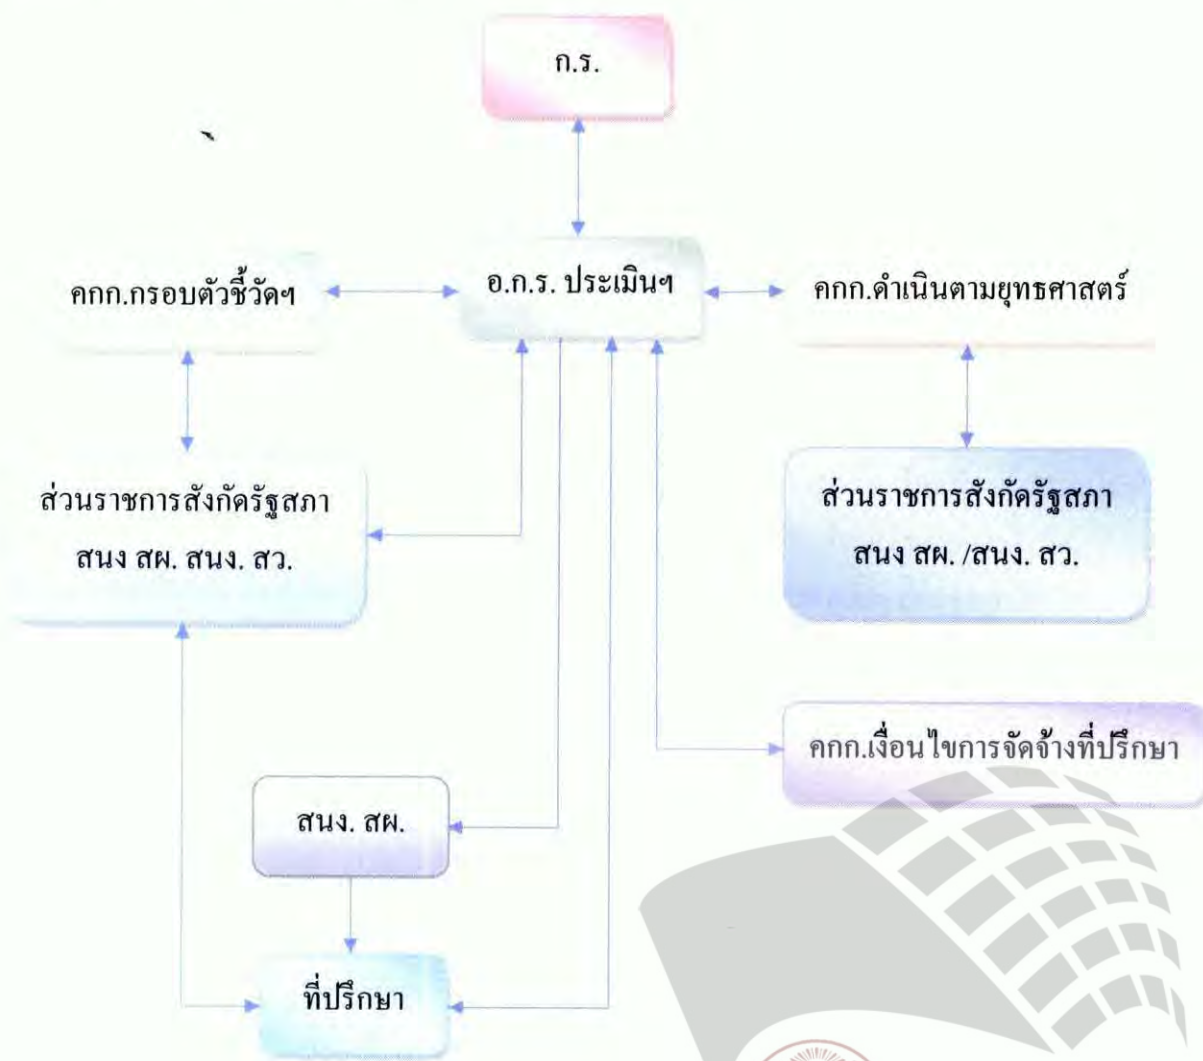 ก.ร.
คกก.กรอบตัวชี้วัดฯ
อ.ก.ร. ประเมินฯ
คกก.ดำเนินตามยุทธศาสตร์
ส่วนราชการสังกัดรัฐสภา
สนง สผ. สนง. สว.
ส่วนราชการสังกัดรัฐสภา
สนง สผ. /สนง. สว.
คกก.เงื่อนไขการจัดจ้างที่ปรึกษา
สนง. สผ.
ที่ปรึกษา